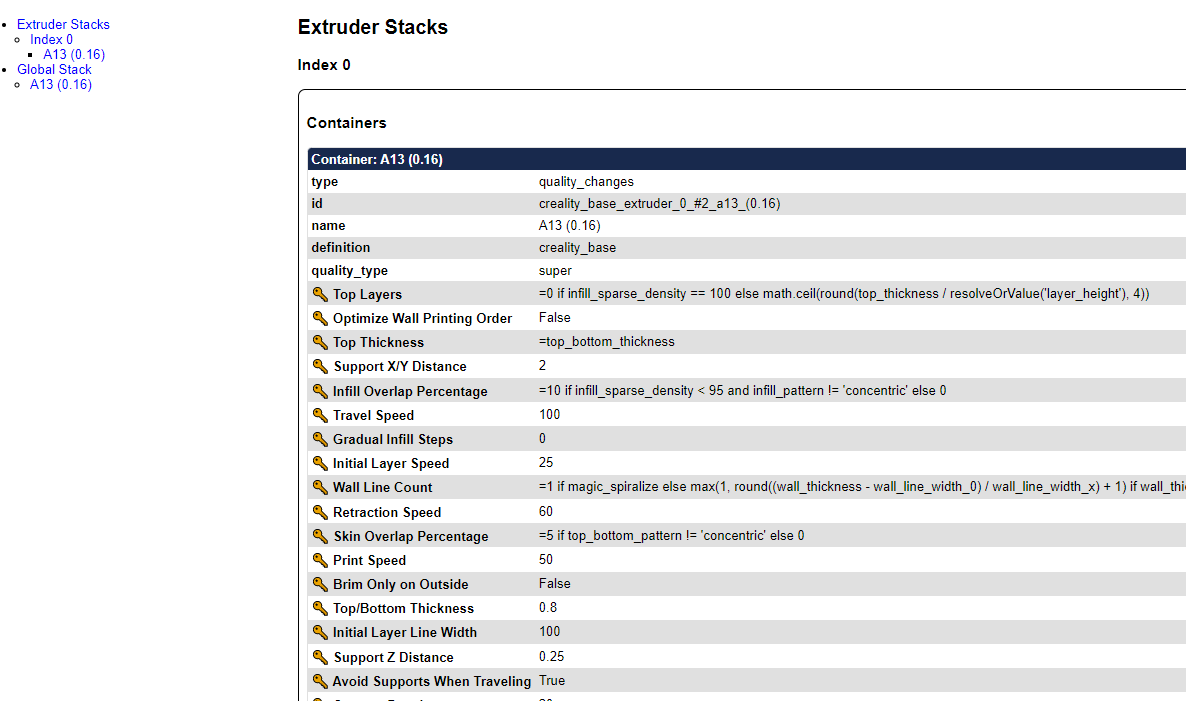 Extruder Stacks
Index 0
A13 (0.16)
Global Stack
A13 (0.16)
Extruder Stacks
Index 0
Containers
Container: A13 (0.16)
type quality_changes
id creality_base_extruder_0_#2_a13_(0.16)
name A13 (0.16)
definition creality_base
quality_type super
Top Layers =0 if infill_sparse_density == 100 else math.ceil(round(top_thickness / resolveOrValue('layer_height'), 4))
Optimize Wall Printing Order False
Top Thickness =top_bottom_thickness
Support X/Y Distance 2
Infill Overlap Percentage =10 if infill_sparse_density < 95 and infill_pattern != 'concentric' else 0
Travel Speed 100
Gradual Infill Steps 0
Initial Layer Speed 25
Wall Line Count =1 if magic_spiralize else max(1, round((wall_thickness - wall_line_width_0) / wall_line_width_x) + 1) if wall_thi
Retraction Speed 60
Skin Overlap Percentage =5 if top_bottom_pattern != 'concentric' else 0
Print Speed 50
Brim Only on Outside False
Top/Bottom Thickness 0.8
Initial Layer Line Width 100
Support Z Distance 0.25
Avoid Supports When Traveling True